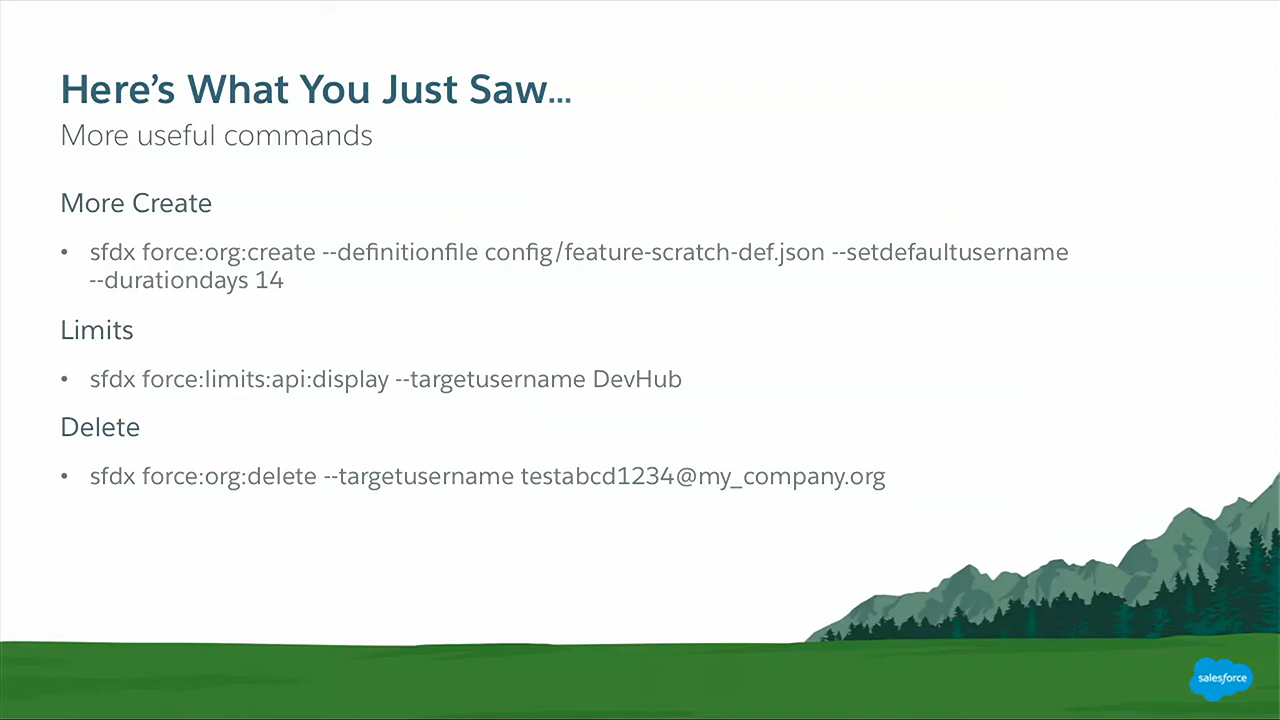 Here’s What You Just Saw...
More useful commands
More Create
• sfdx force:org:create --definitionfile config/feature-scratch-def.json --setdefaultusername
--durationdays 14
Limits
• sfdx force:limits:api:display --targetusername DevHub
Delete
• sfdx force:org:delete --targetusername testabcd1234@my_company.org
salesforce